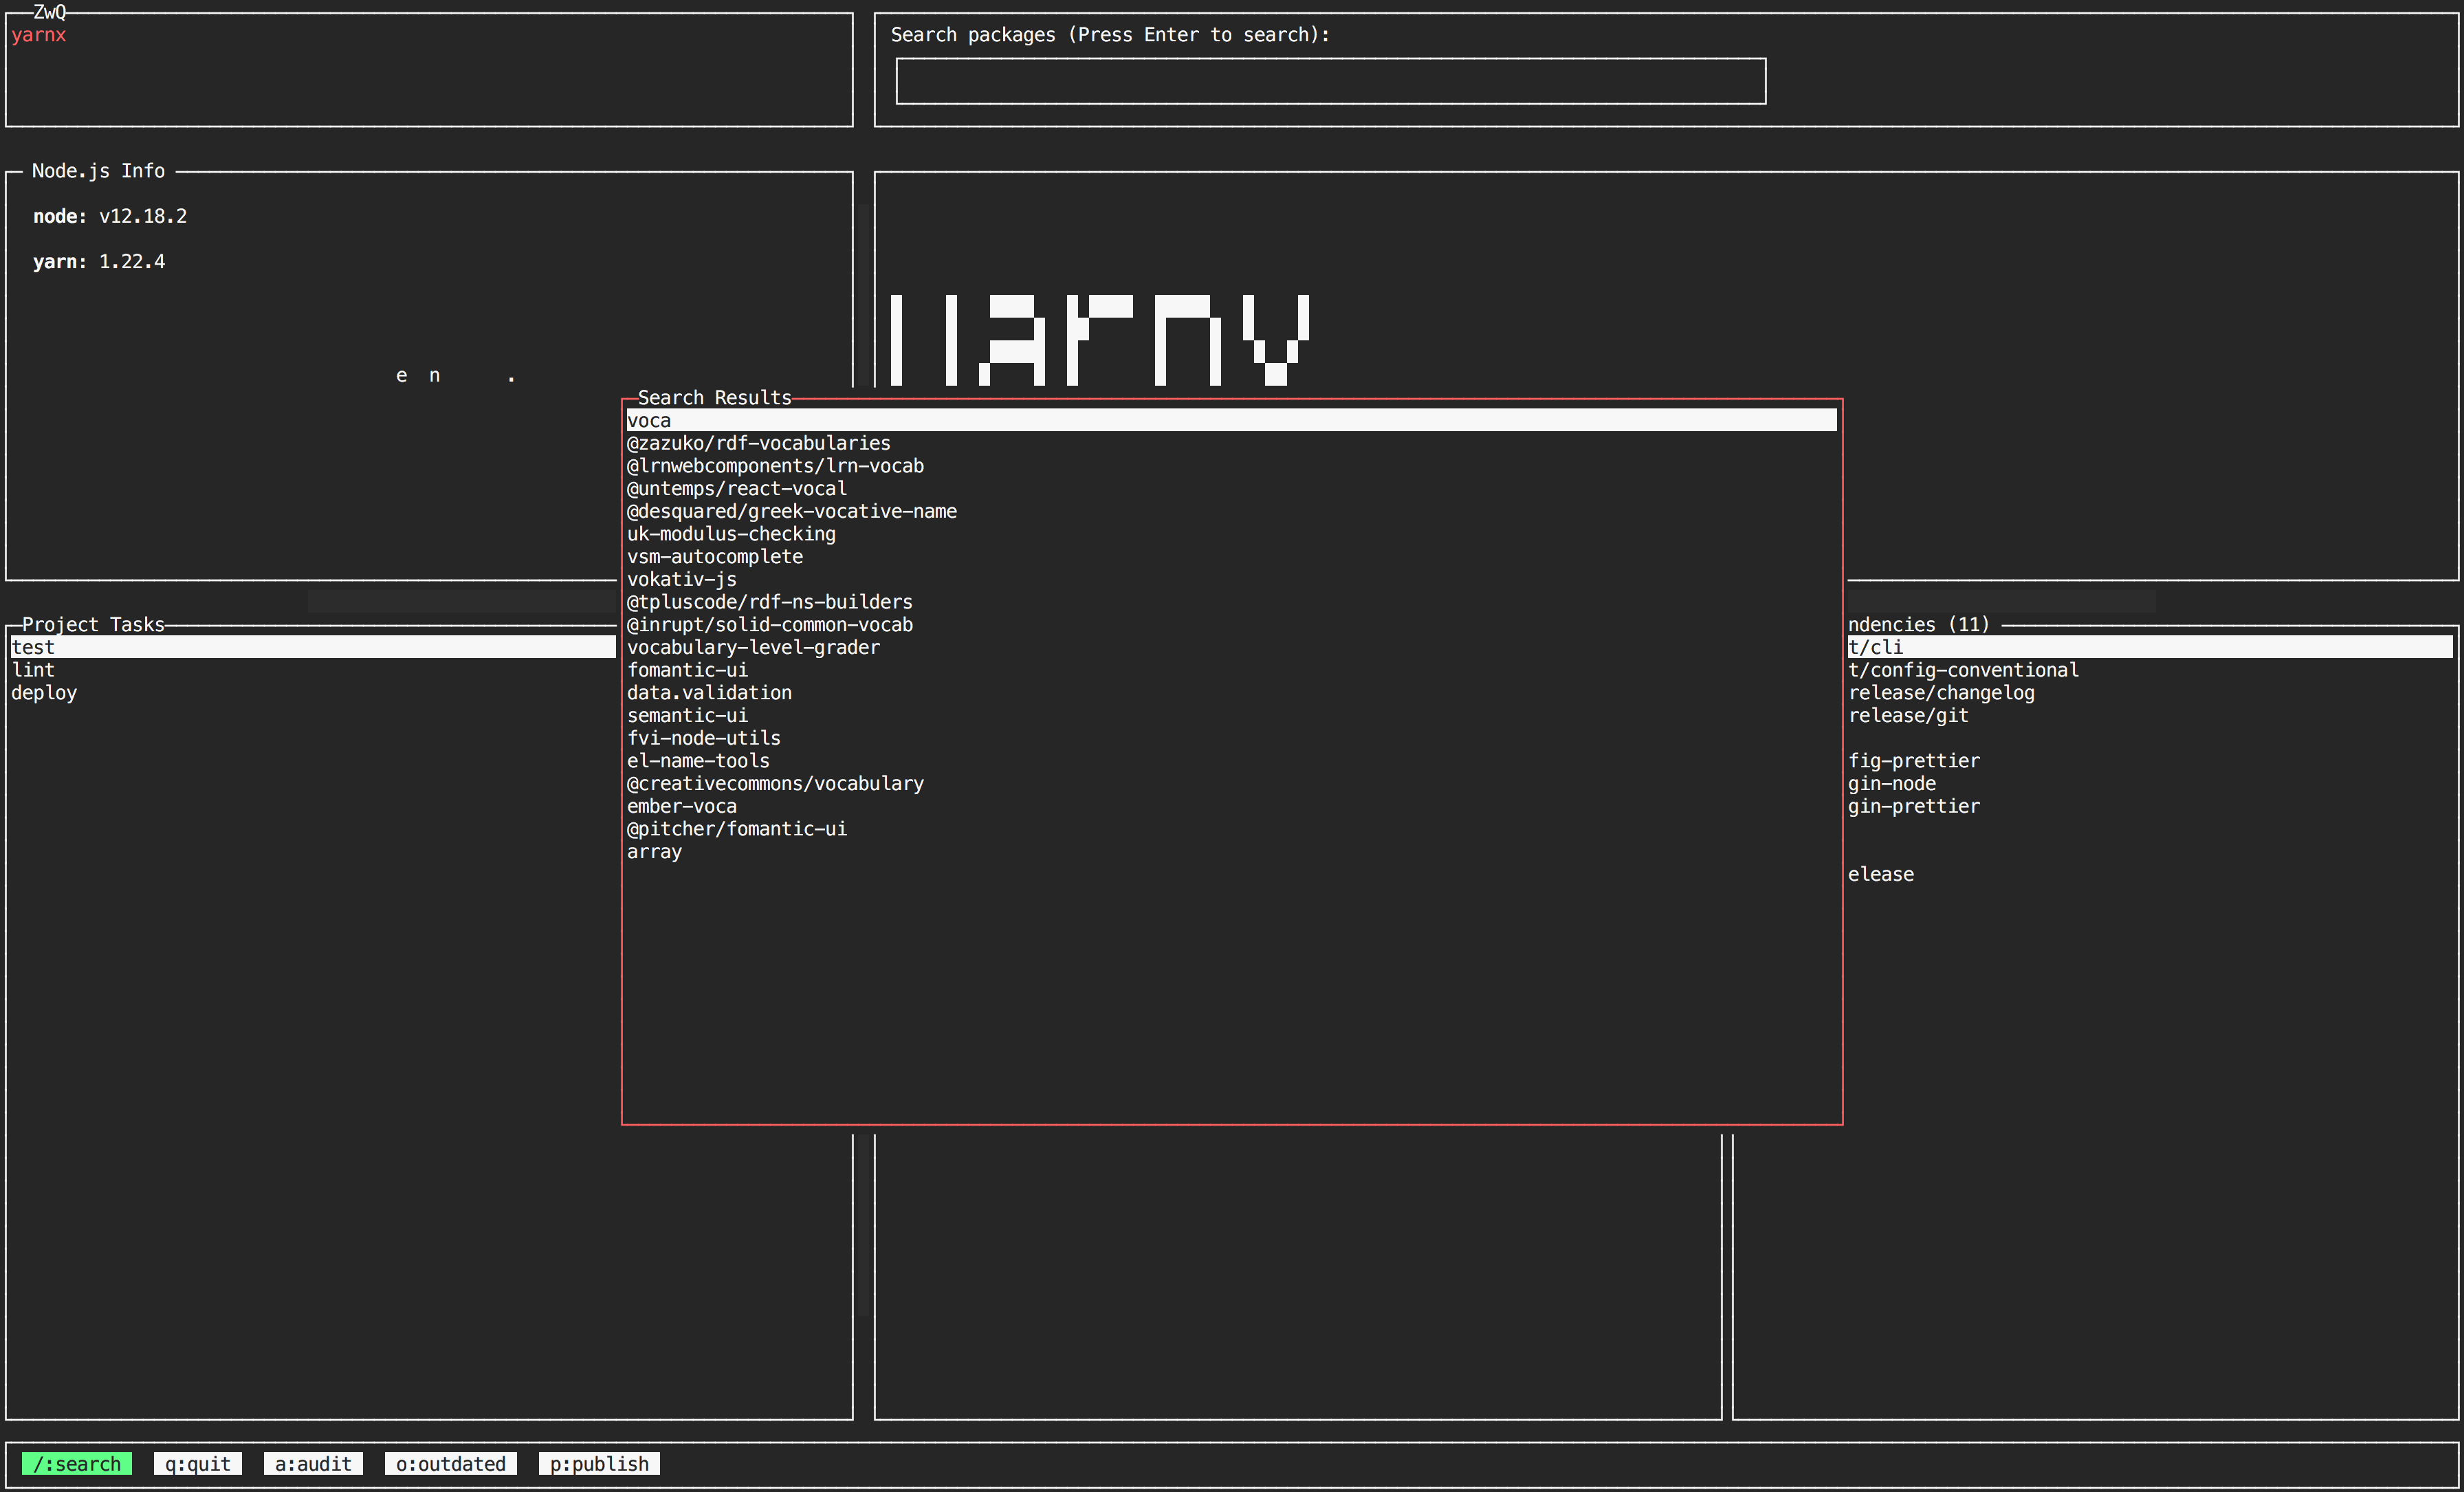 ZwQ
yarnx
Search packages (Press Enter to search):
Node.js Info
node: v12.18.2
yarn: 1.22.4
e n .
Search Results
voca
@zazuko/rdf-vocabularies
@lrnwebcomponents/lrn-vocab
@untemps/react-vocal
@desquared/greek-vocative-name
uk-modulus-checking
vsm-autocomplete
vokativ-js
@tpluscode/rdf-ns-builders
@inrupt/solid-common-vocab
vocabulary-level-grader
fomantic-ui
data.validation
semantic-ui
fvi-node-utils
el-name-tools
@creativecommons/vocabulary
ember-voca
@pitcher/fomantic-ui
array
Project Tasks
test
lint
deploy
ndencies (11)
t/cli
t/config-conventional
release/changelog
release/git
fig-prettier
gin-node
gin-prettier
elease
/:search q:quit a:audit o:outdated p:publish